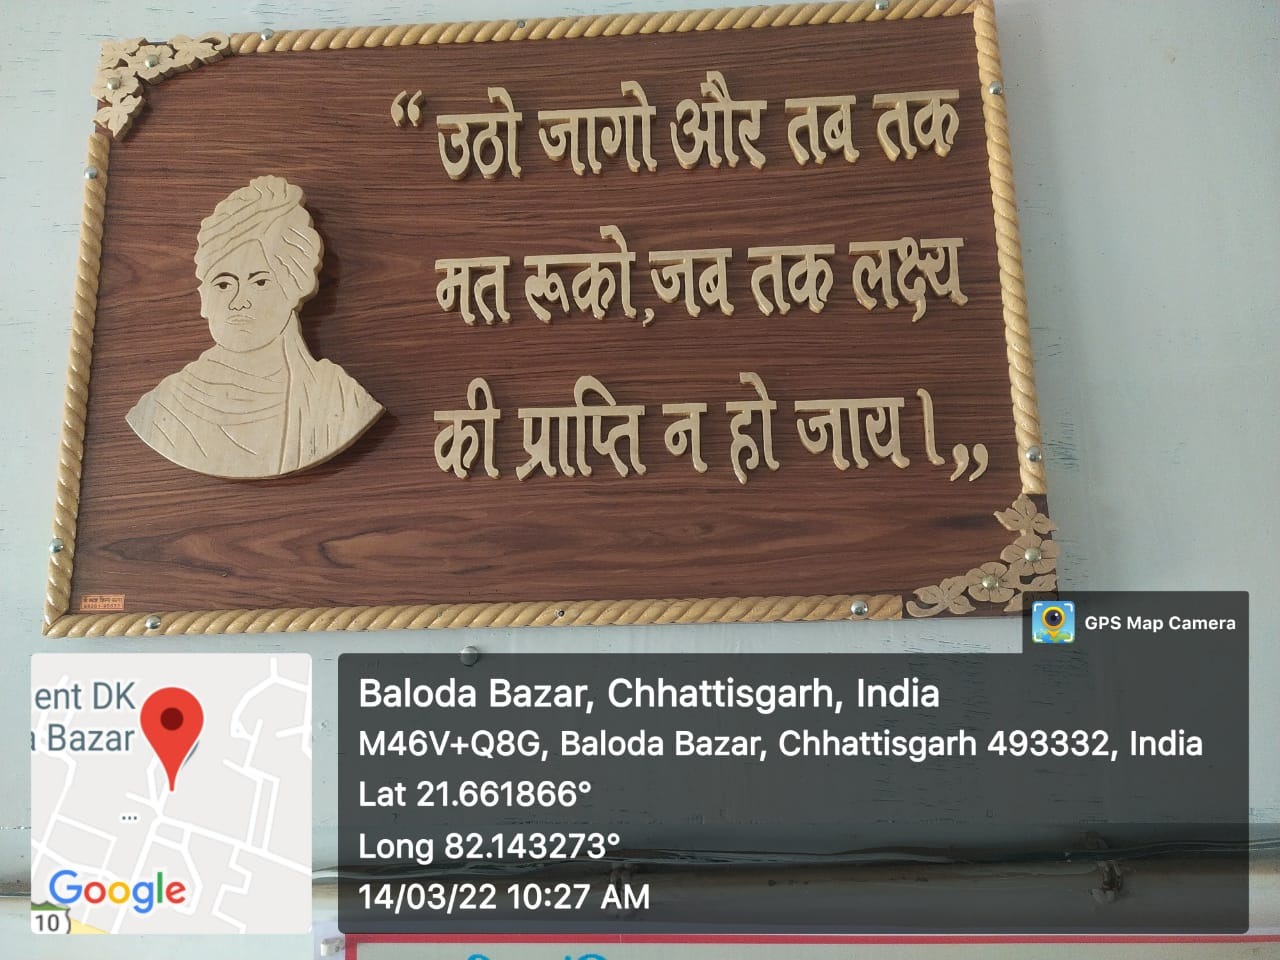 “उठो जागो और तब तक
मत रूको, जब तक लक्ष्य
की प्राप्ति न हो जाय।,,
GPS Map Camera
ent DK
a Bazar
...
Google
10
Baloda Bazar, Chhattisgarh, India
M46V+Q8G, Baloda Bazar, Chhattisgarh 493332, India
Lat 21.661866°
Long 82.143273°
14/03/22 10:27 AM